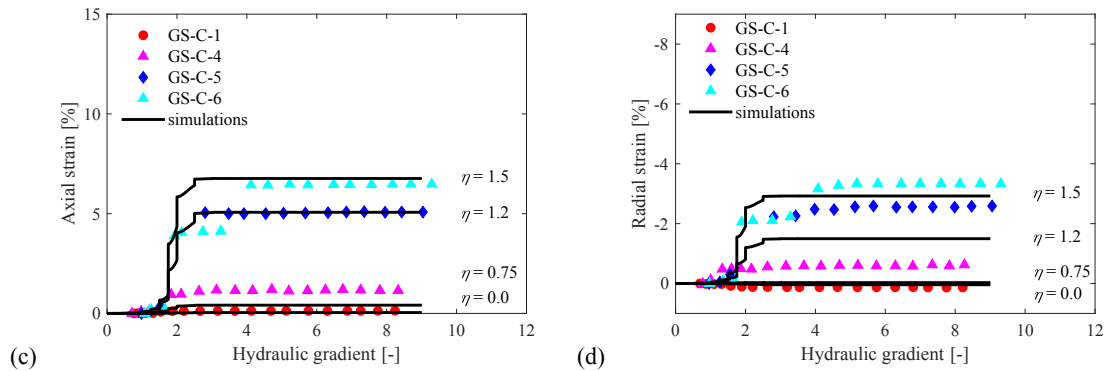 15
10
5
0
Axial strain [%]
GS-C-1
GS-C-4
GS-C-5
GS-C-6
simulations
η = 1.5
η = 1.2
η = 0.75
η = 0.0
0 2 4 6 8 10 12
Hydraulic gradient [-]
(c)
-8
-6
-4
-2
0
Radial strain [%]
GS-C-1
GS-C-4
GS-C-5
GS-C-6
simulations
η = 1.5
η = 1.2
η = 0.75
η = 0.0
0 2 4 6 8 10 12
Hydraulic gradient [-]
(d)